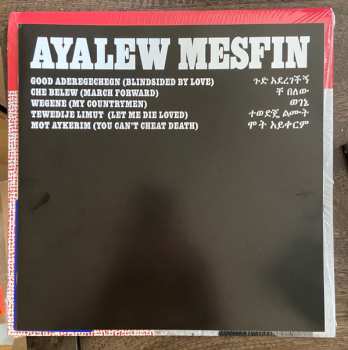 AYALEW MESFIN
GOOD ADEREGECHEGN (BLINDSIDED BY LOVE) ጉድ አደረገችኝ
CHE BELEW (MARCH FORWARD) ቸ በለው
WEGENE (MY COUNTRYMEN) ወገኔ
TEWEDIJE LIMUT (LET ME DIE LOVED) ተወድጄ ልሙት
MOT AYKERIM (YOU CAN'T CHEAT DEATH) ሞት አይቀርም